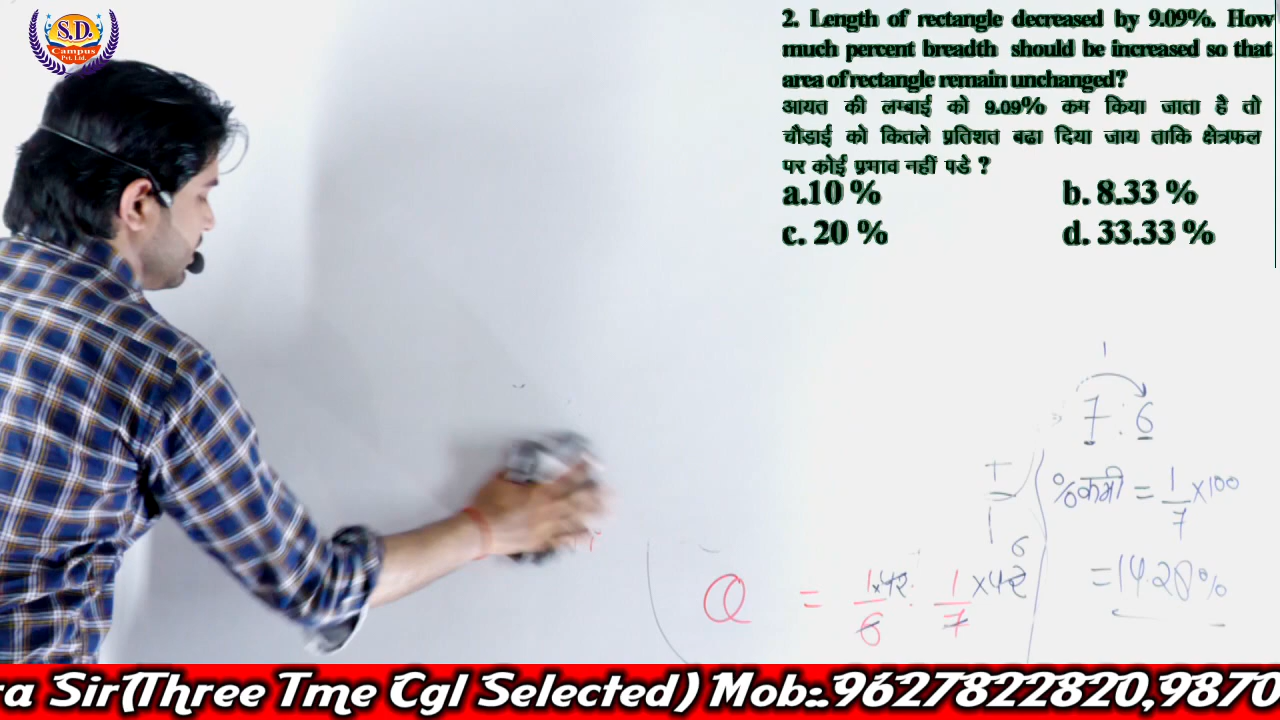 S.D.
Campus
Pvt. Ltd.
2. Length of rectangle decreased by 9.09%. How
much percent breadth should be increased so that
area of rectangle remain unchanged?
आयत की लम्बाई को 9.09% कम किया जाता है तो
चौडाई को कितले प्रतिशत बढा दिया जाय ताकि क्षेत्रफल
पर कोई प्रभाव नहीं पडे ?
a.10 % b. 8.33 %
c. 20 % d. 33.33 %
1
7 : 6
%कमी = 1/7 ×100
= 14.28%
T
1
6
Q = 1/6 ×42 : 1/7 ×42
ra Sir(Three Tme Cgl Selected) Mob:.9627822820,9870